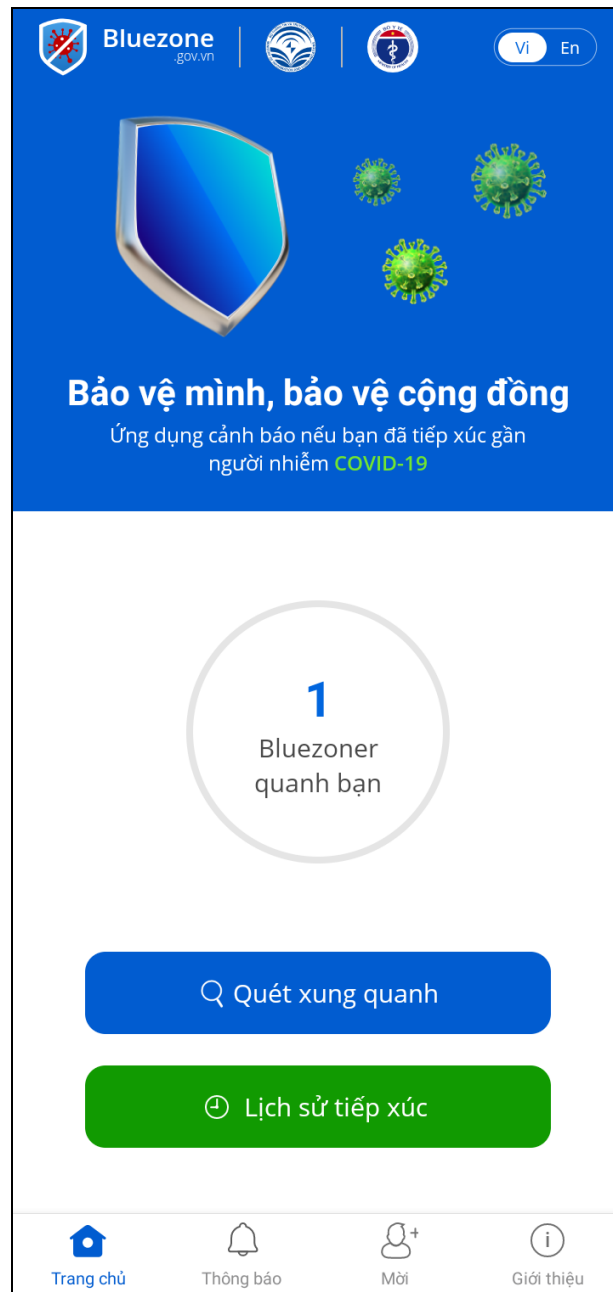 Bluezone
.gov.vn
BỘ Y TẾ
Vi En
Bảo vệ mình, bảo vệ cộng đồng
Ứng dụng cảnh báo nếu bạn đã tiếp xúc gần
người nhiễm COVID-19
1
Bluezoner
quanh bạn
Quét xung quanh
Lịch sử tiếp xúc
Trang chủ Thông báo Mời Giới thiệu